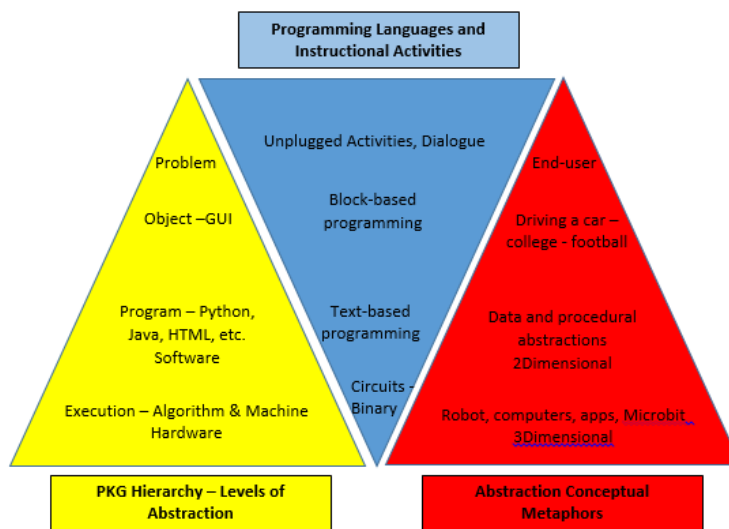 Programming Languages and
Instructional Activities
Problem
Object –GUI
Program – Python,
Java, HTML, etc.
Software
Execution – Algorithm & Machine
Hardware
PKG Hierarchy – Levels of
Abstraction
Unplugged Activities, Dialogue
Block-based
programming
Text-based
programming
Circuits -
Binary
End-user
Driving a car –
college - football
Data and procedural
abstractions
2Dimensional
Robot, computers, apps, Microbit
3Dimensional
Abstraction Conceptual
Metaphors